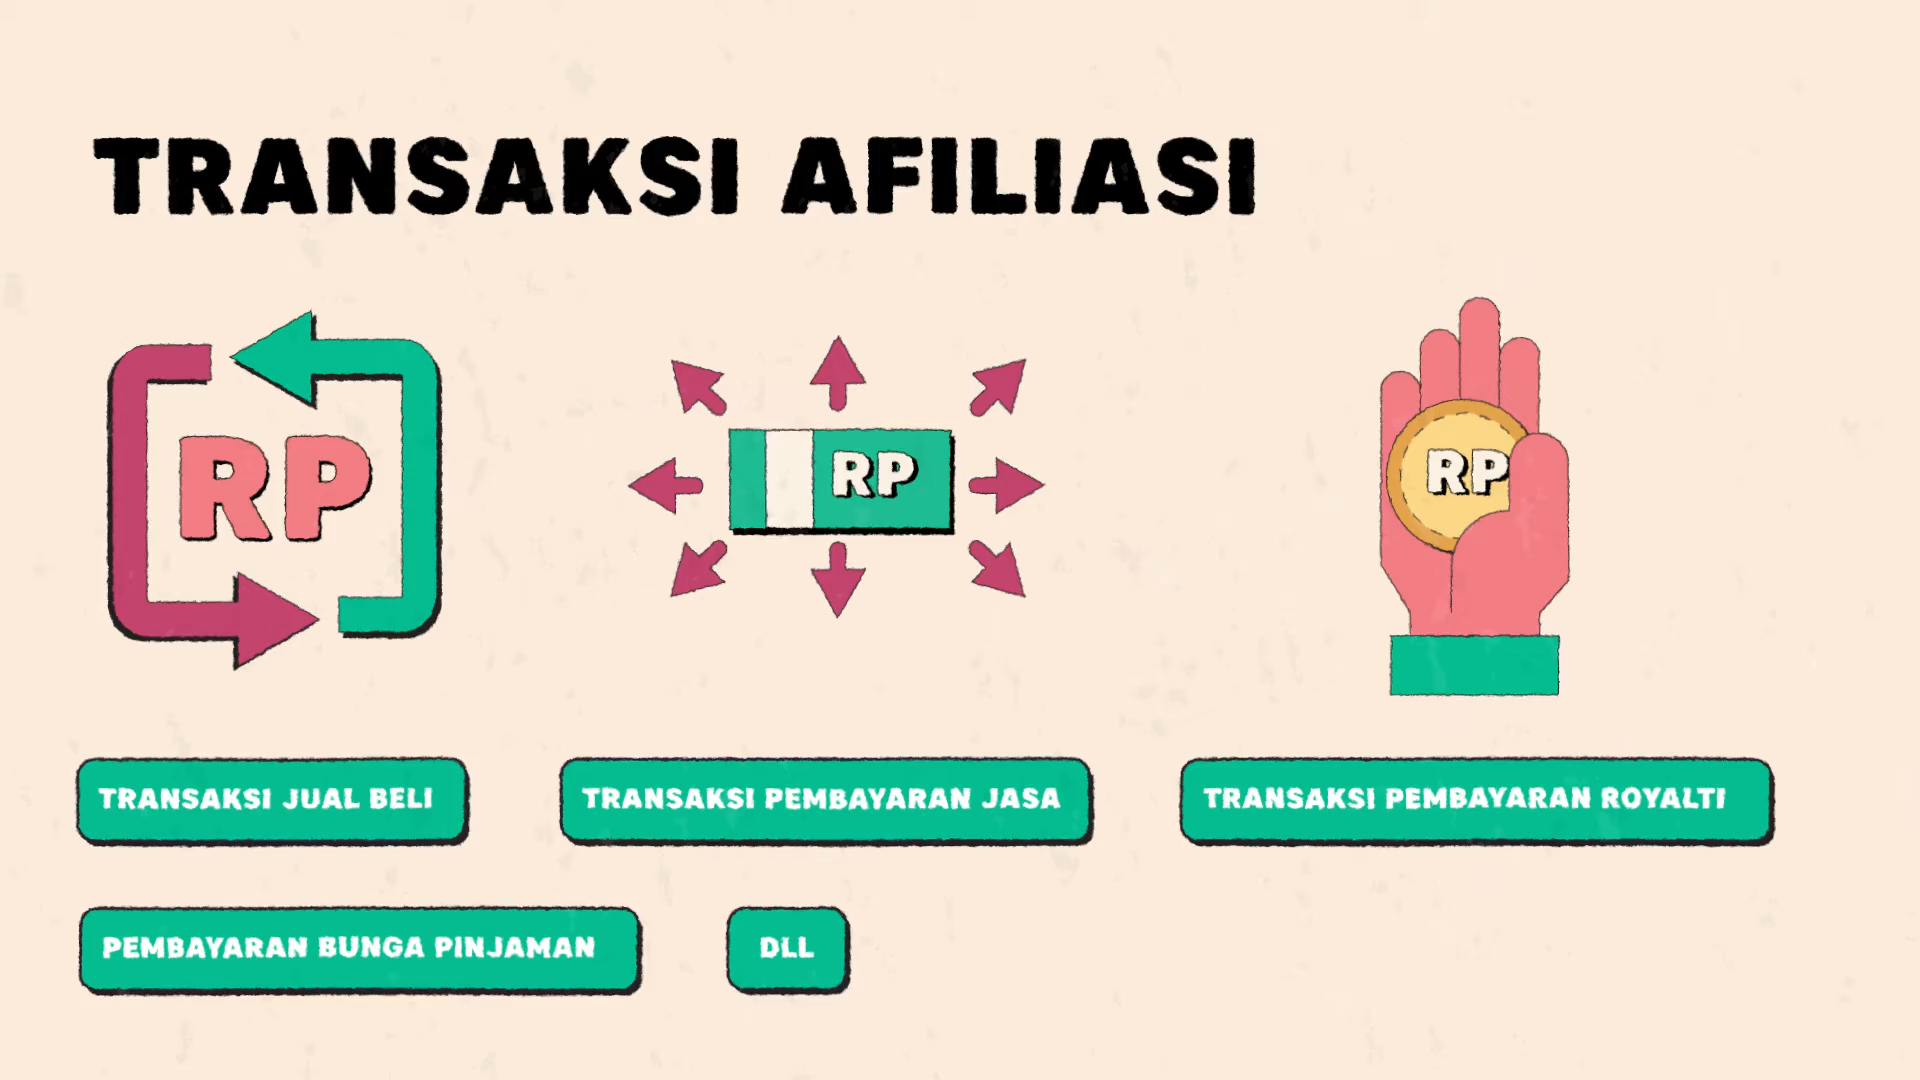 TRANSAKSI AFILIASI
RP
RP
RP
TRANSAKSI JUAL BELI
TRANSAKSI PEMBAYARAN JASA
TRANSAKSI PEMBAYARAN ROYALTI
PEMBAYARAN BUNGA PINJAMAN
DLL